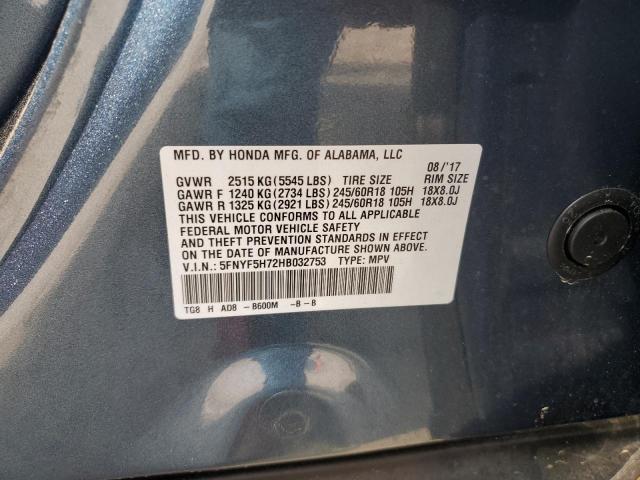 MFD. BY HONDA MFG. OF ALABAMA, LLC
08/'17
GVWR 2515 KG (5545 LBS) TIRE SIZE RIM SIZE
GAWR F 1240 KG (2734 LBS) 245/60R18 105H 18X8.0J
GAWR R 1325 KG (2921 LBS) 245/60R18 105H 18X8.0J
THIS VEHICLE CONFORMS TO ALL APPLICABLE
FEDERAL MOTOR VEHICLE SAFETY
AND THEFT PREVENTION STANDARDS IN EFFECT
ON THE DATE OF MANUFACTURE SHOWN ABOVE.
V.I.N.: 5FNYF5H72HB032753 TYPE: MPV
TG8 H AD8 -B600M -B-B